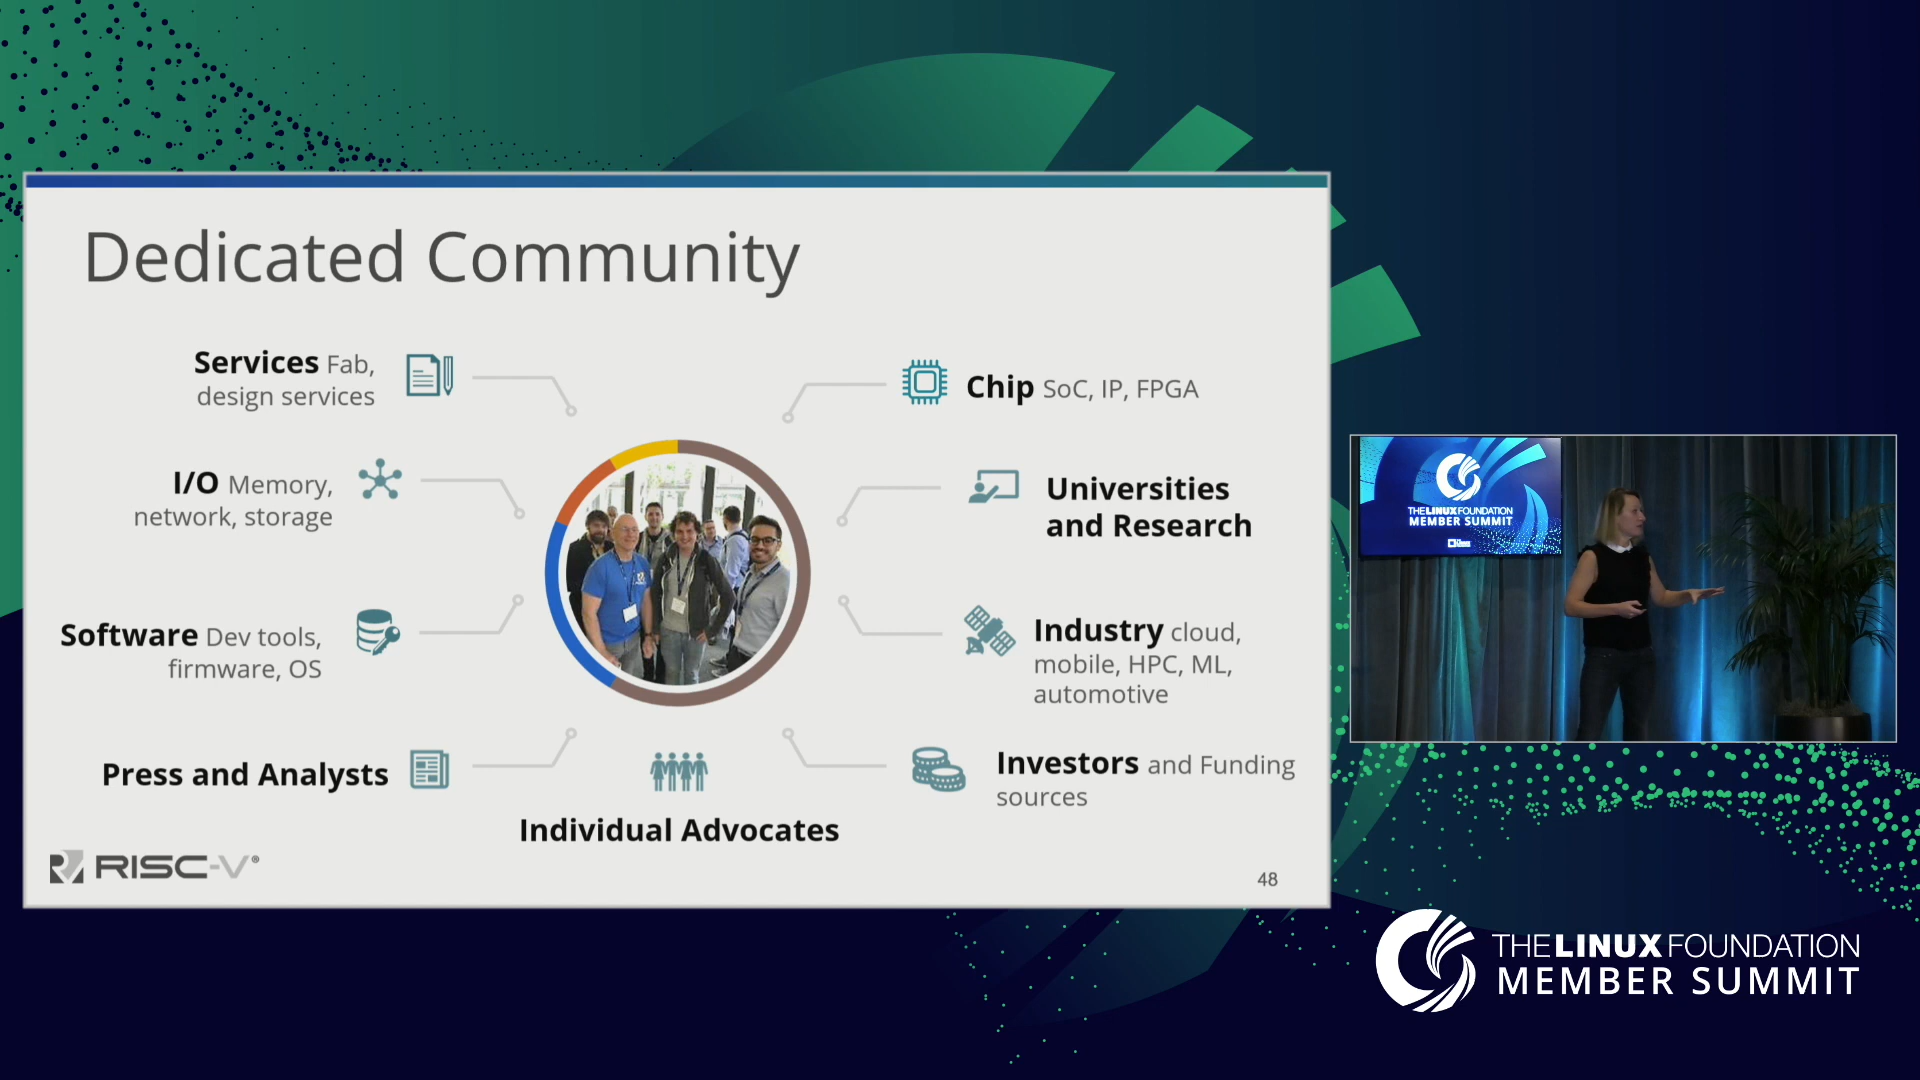 Dedicated Community
Services Fab,
design services
I/O Memory,
network, storage
Software Dev tools,
firmware, OS
Press and Analysts
Individual Advocates
Chip SoC, IP, FPGA
Universities
and Research
Industry cloud,
mobile, HPC, ML,
automotive
Investors and Funding
sources
RISC-V®
48
THE LINUX FOUNDATION
MEMBER SUMMIT
THE LINUX FOUNDATION
MEMBER SUMMIT